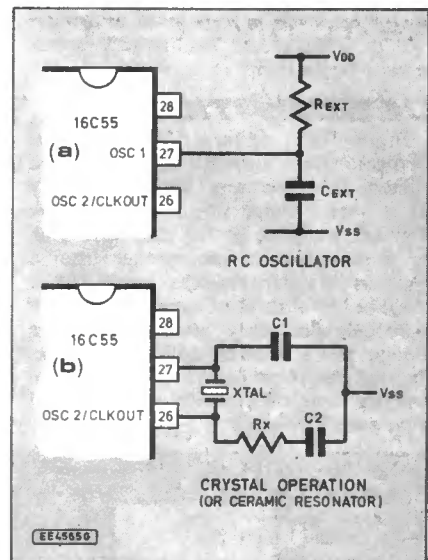 VDD
28
REXT
16C55
(a)
OSC 1
27
CEXT
OSC 2/CLKOUT
26
VSS
RC OSCILLATOR
28
C1
16C55
(b)
27
XTAL
VSS
OSC 2/CLKOUT
26
RX
C2
CRYSTAL OPERATION
(OR CERAMIC RESONATOR)
EE4565G